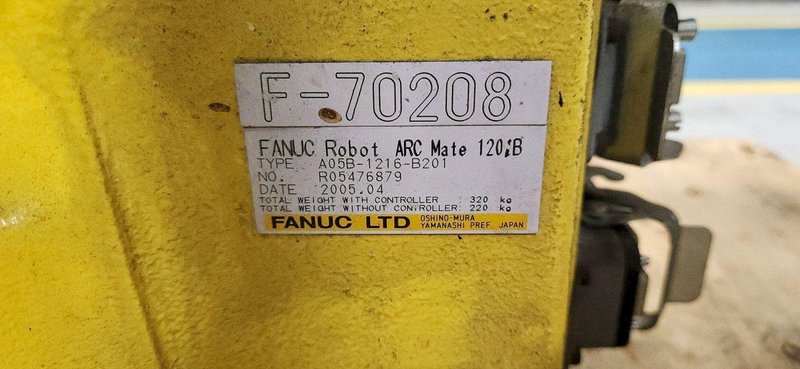 F-70208
FANUC Robot ARC Mate 120iB
TYPE A05B-1216-B201
NO. R05476879
DATE 2005.04
TOTAL WEIGHT WITH CONTROLLER : 320 kg
TOTAL WEIGHT WITHOUT CONTROLLER: 220 kg
FANUC LTD OSHINO-MURA
YAMANASHI PREF. JAPAN